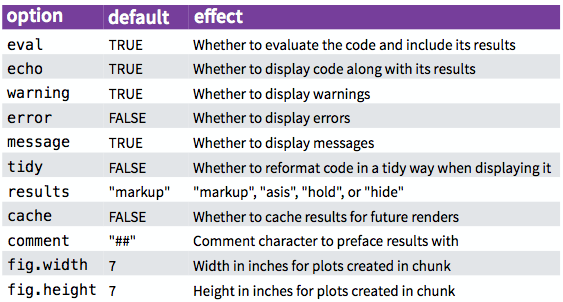 option default effect
eval TRUE Whether to evaluate the code and include its results
echo TRUE Whether to display code along with its results
warning TRUE Whether to display warnings
error FALSE Whether to display errors
message TRUE Whether to display messages
tidy FALSE Whether to reformat code in a tidy way when displaying it
results "markup" "markup", "asis", "hold", or "hide"
cache FALSE Whether to cache results for future renders
comment "##" Comment character to preface results with
fig.width 7 Width in inches for plots created in chunk
fig.height 7 Height in inches for plots created in chunk